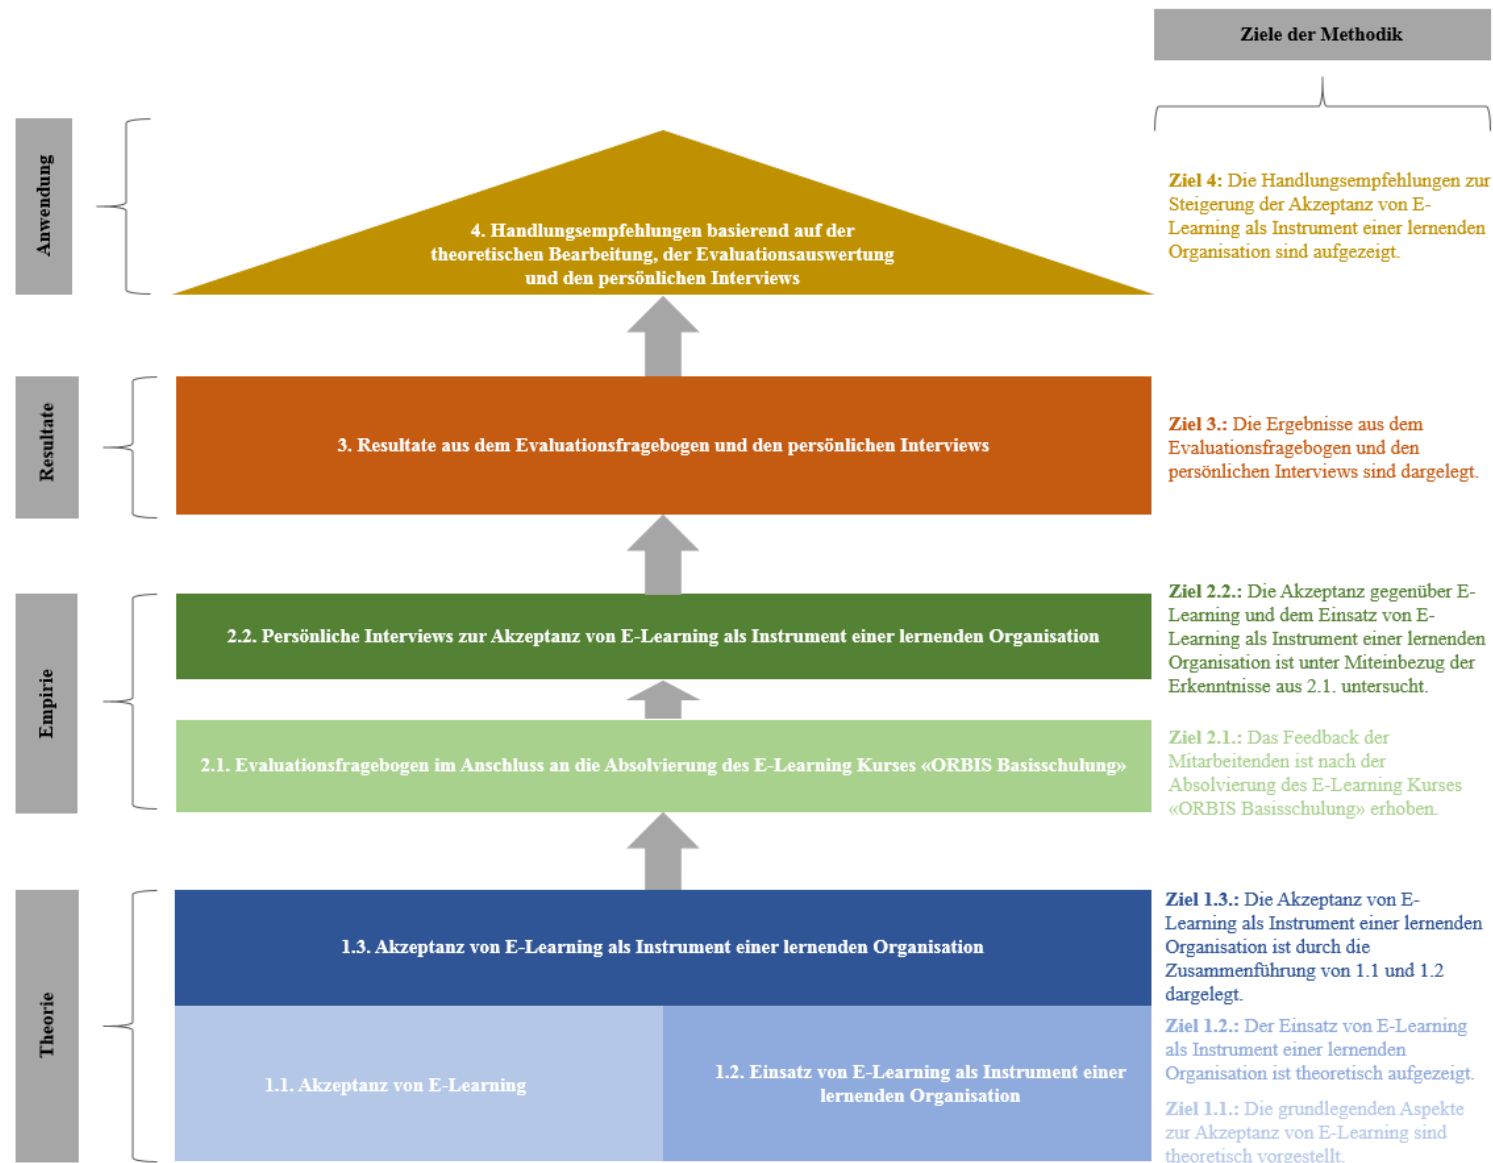 Ziele der Methodik
Anwendung
4. Handlungsempfehlungen basierend auf der
theoretischen Bearbeitung, der Evaluationsauswertung
und den persönlichen Interviews
Ziel 4: Die Handlungsempfehlungen zur
Steigerung der Akzeptanz von E-
Learning als Instrument einer lernenden
Organisation sind aufgezeigt.
Resultate
3. Resultate aus dem Evaluationsfragebogen und den persönlichen Interviews
Ziel 3.: Die Ergebnisse aus dem
Evaluationsfragebogen und den
persönlichen Interviews sind dargelegt.
Empirie
2.2. Persönliche Interviews zur Akzeptanz von E-Learning als Instrument einer lernenden Organisation
Ziel 2.2.: Die Akzeptanz gegenüber E-
Learning und dem Einsatz von E-
Learning als Instrument einer lernenden
Organisation ist unter Miteinbezug der
Erkenntnisse aus 2.1. untersucht.
2.1. Evaluationsfragebogen im Anschluss an die Absolvierung des E-Learning Kurses «ORBIS Basisschulung»
Ziel 2.1.: Das Feedback der
Mitarbeitenden ist nach der
Absolvierung des E-Learning Kurses
«ORBIS Basisschulung» erhoben.
Theorie
1.3. Akzeptanz von E-Learning als Instrument einer lernenden Organisation
Ziel 1.3.: Die Akzeptanz von E-
Learning als Instrument einer lernenden
Organisation ist durch die
Zusammenführung von 1.1 und 1.2
dargelegt.
1.1. Akzeptanz von E-Learning
1.2. Einsatz von E-Learning als Instrument einer
lernenden Organisation
Ziel 1.2.: Der Einsatz von E-Learning
als Instrument einer lernenden
Organisation ist theoretisch aufgezeigt.
Ziel 1.1.: Die grundlegenden Aspekte
zur Akzeptanz von E-Learning sind
theoretisch vorgestellt.